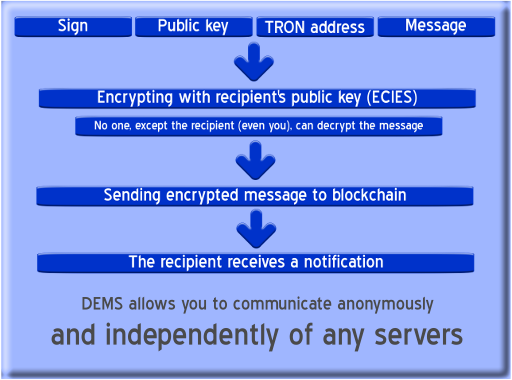 Sign Public key TRON address Message
Encrypting with recipient's public key (ECIES)
No one, except the recipient (even you), can decrypt the message
Sending encrypted message to blockchain
The recipient receives a notification
DEMS allows you to communicate anonymously
and independently of any servers